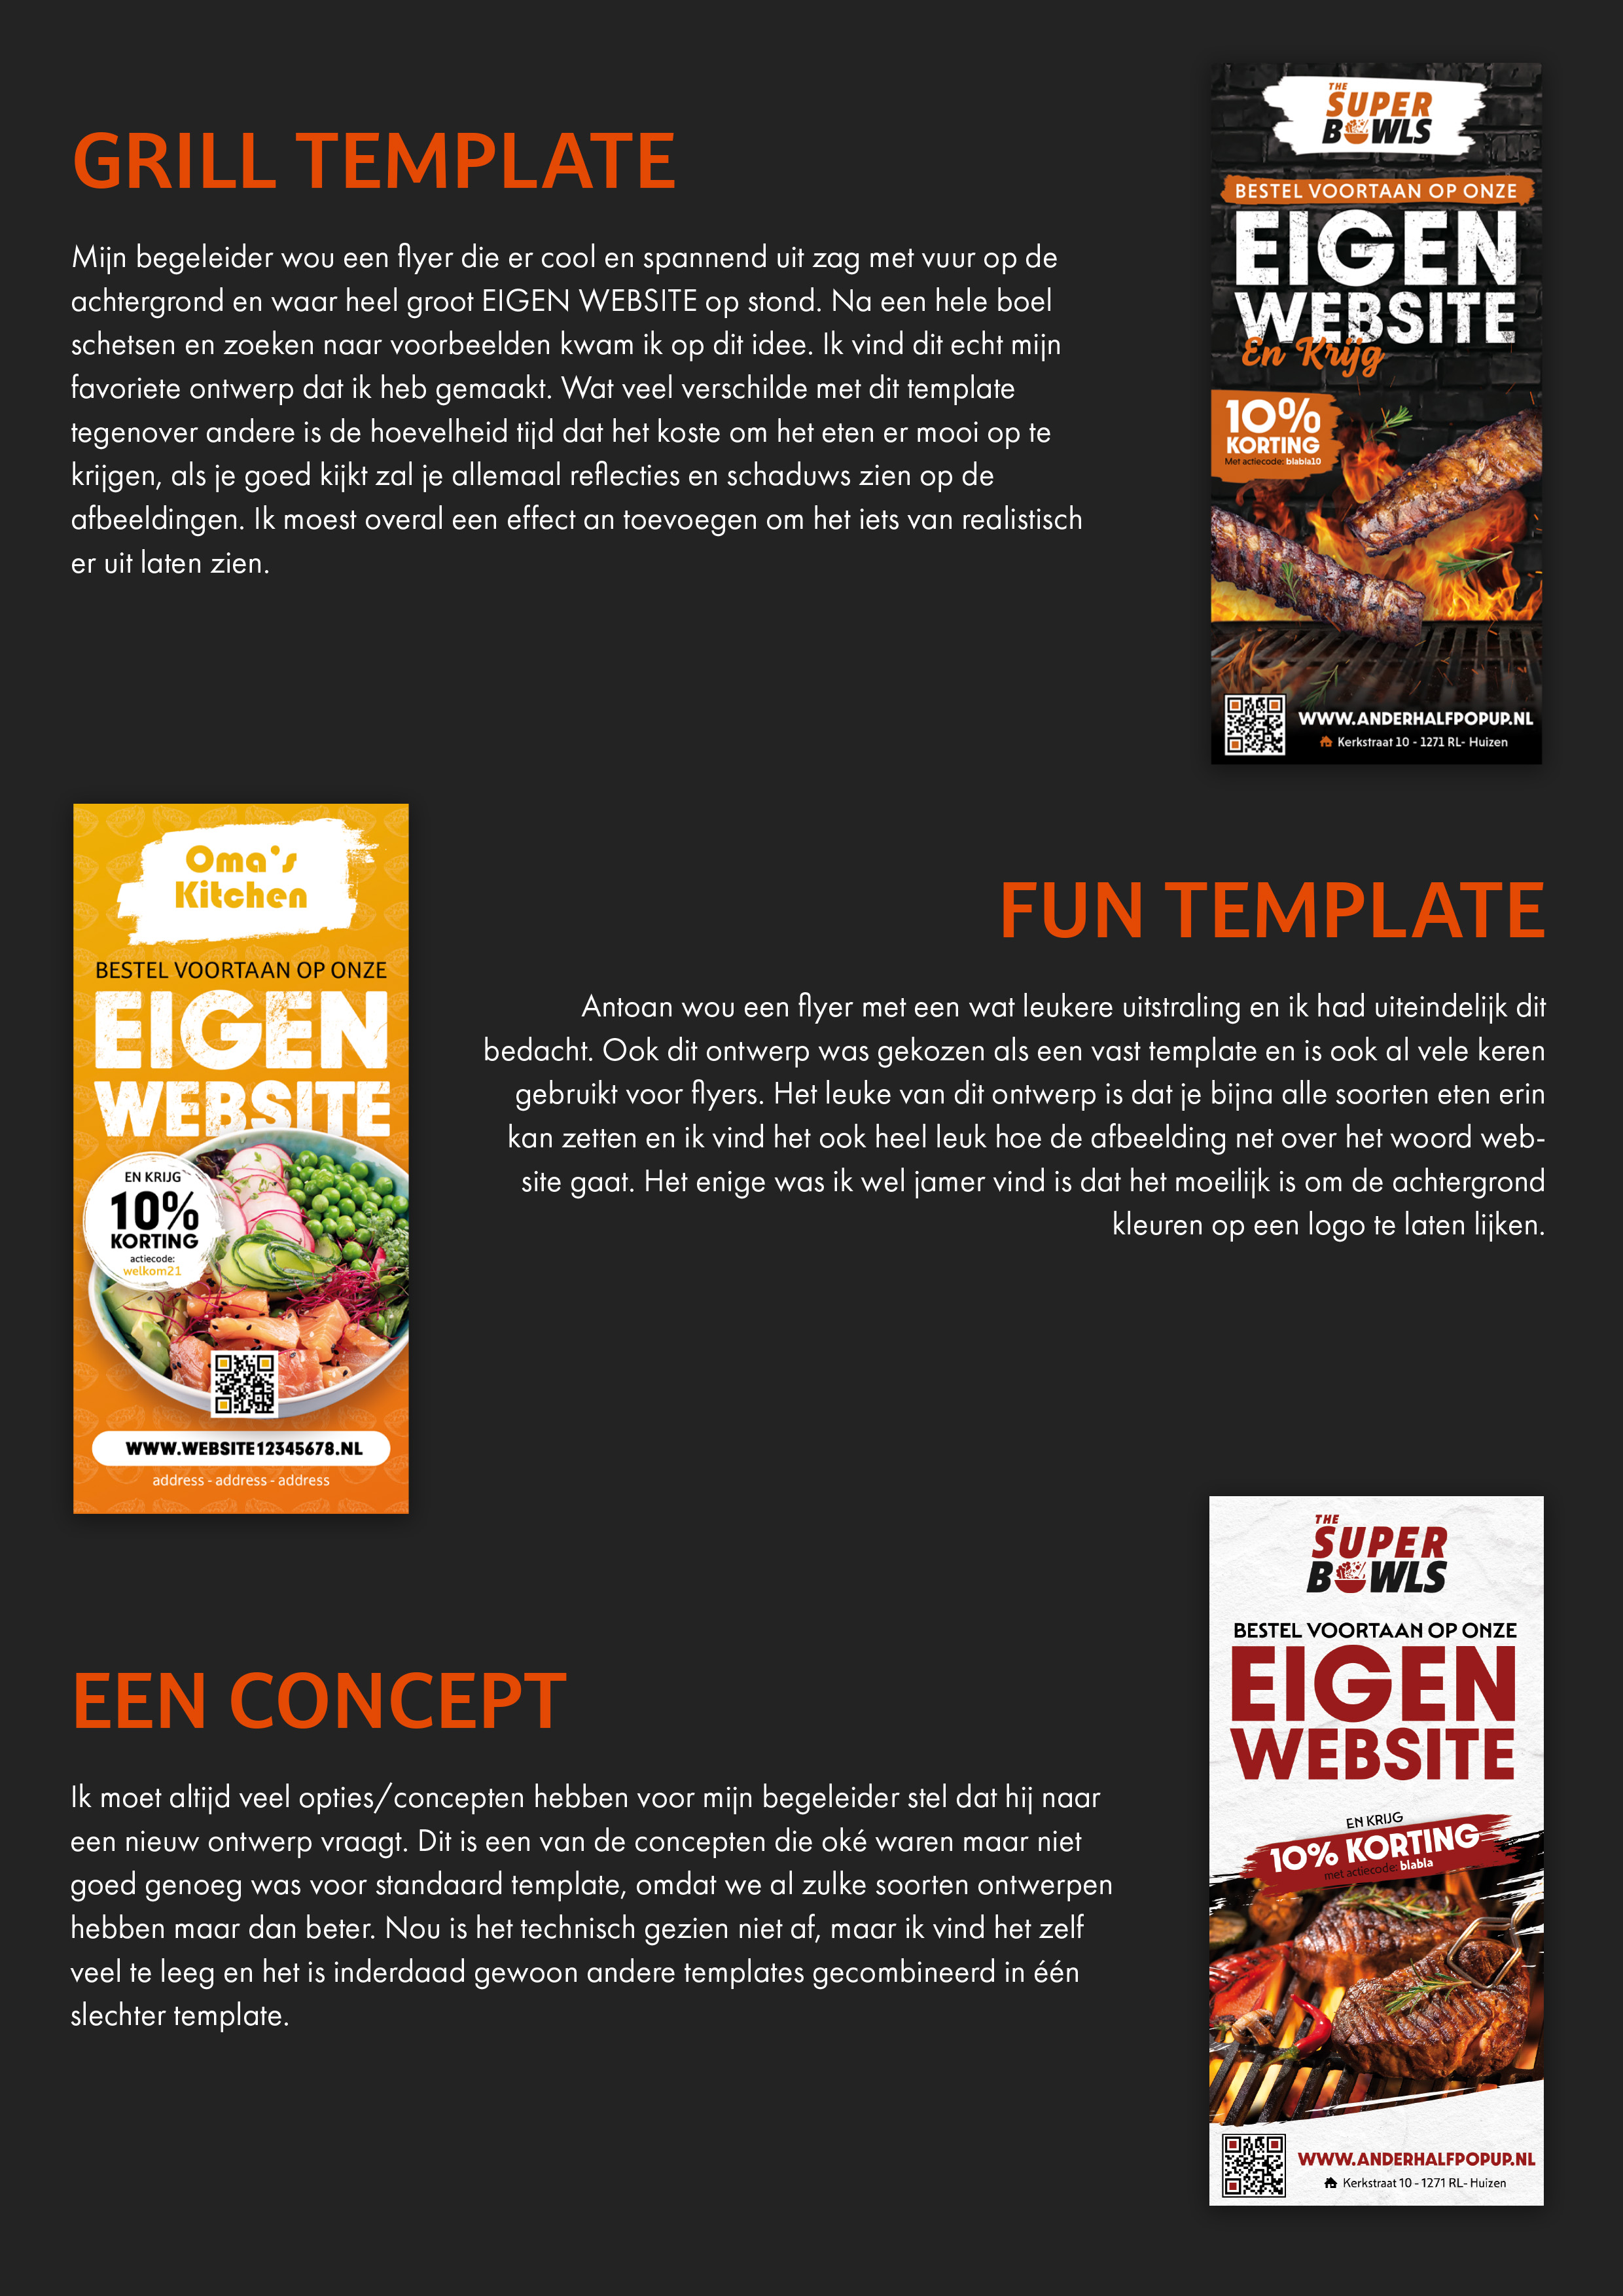 GRILL TEMPLATE
Mijn begeleider wou een flyer die er cool en spannend uit zag met vuur op de
achtergrond en waar heel groot EIGEN WEBSITE op stond. Na een hele boel
schetsen en zoeken naar voorbeelden kwam ik op dit idee. Ik vind dit echt mijn
favoriete ontwerp dat ik heb gemaakt. Wat veel verschilde met dit template
tegenover andere is de hoevelheid tijd dat het koste om het eten er mooi op te
krijgen, als je goed kijkt zal je allemaal reflecties en schaduws zien op de
afbeeldingen. Ik moest overal een effect an toevoegen om het iets van realistisch
er uit laten zien.
THE
SUPER
BOWLS
BESTEL VOORTAAN OP ONZE
EIGEN
WEBSITE
En Krijg
10%
KORTING
Met actiecode: blabla10
WWW.ANDERHALFPOPUP.NL
Kerkstraat 10 - 1271 RL- Huizen
Oma's
Kitchen
BESTEL VOORTAAN OP ONZE
EIGEN
WEBSITE
EN KRIJG
10%
KORTING
actiecode:
welkom21
WWW.WEBSITE12345678.NL
address - address - address
FUN TEMPLATE
Antoan wou een flyer met een wat leukere uitstraling en ik had uiteindelijk dit
bedacht. Ook dit ontwerp was gekozen als een vast template en is ook al vele keren
gebruikt voor flyers. Het leuke van dit ontwerp is dat je bijna alle soorten eten erin
kan zetten en ik vind het ook heel leuk hoe de afbeelding net over het woord web-
site gaat. Het enige was ik wel jamer vind is dat het moeilijk is om de achtergrond
kleuren op een logo te laten lijken.
EEN CONCEPT
Ik moet altijd veel opties/concepten hebben voor mijn begeleider stel dat hij naar
een nieuw ontwerp vraagt. Dit is een van de concepten die oké waren maar niet
goed genoeg was voor standaard template, omdat we al zulke soorten ontwerpen
hebben maar dan beter. Nou is het technisch gezien niet af, maar ik vind het zelf
veel te leeg en het is inderdaad gewoon andere templates gecombineerd in één
slechter template.
THE
SUPER
BOWLS
BESTEL VOORTAAN OP ONZE
EIGEN
WEBSITE
EN KRIJG
10% KORTING
met actiecode: blabla
WWW.ANDERHALFPOPUP.NL
Kerkstraat 10 - 1271 RL- Huizen